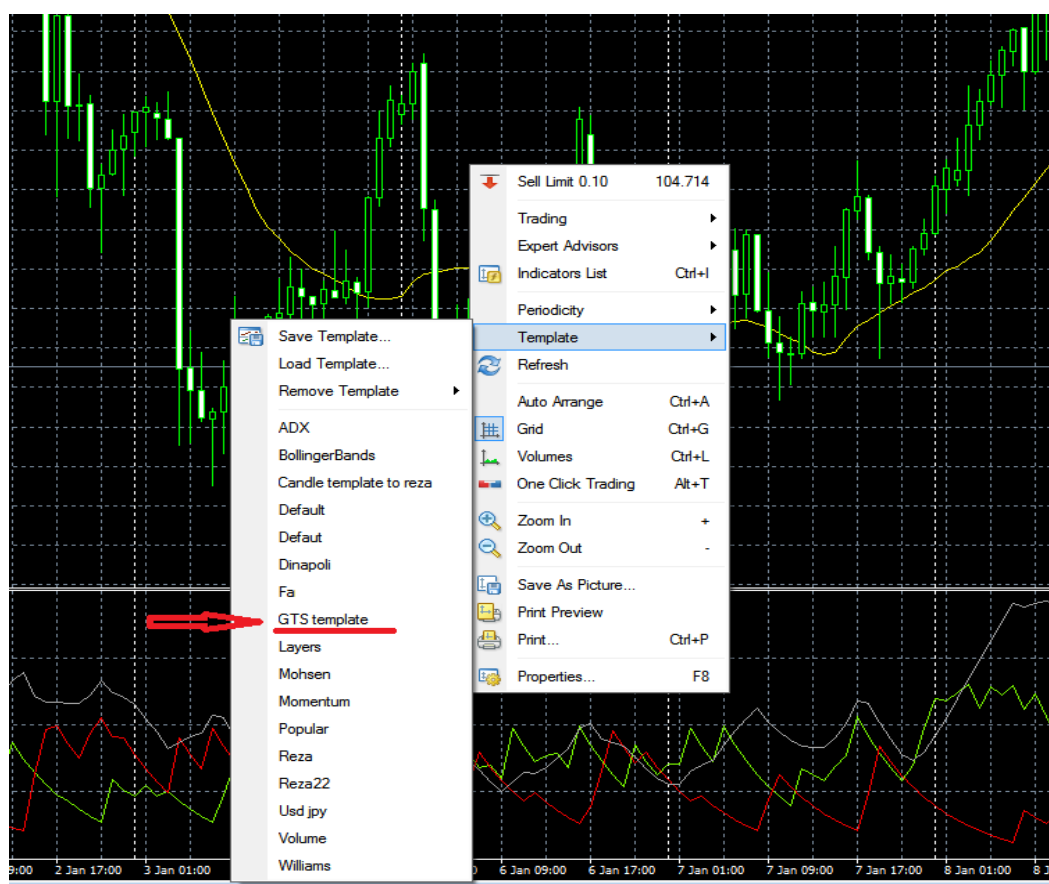 Sell Limit 0.10 104.714
Trading
Expert Advisors
Indicators List Ctrl+I
Periodicity
Template
Refresh
Auto Arrange Ctrl+A
Grid Ctrl+G
Volumes Ctrl+L
One Click Trading Alt+T
Zoom In +
Zoom Out -
Save As Picture...
Print Preview
Print... Ctrl+P
Properties... F8
Save Template...
Load Template...
Remove Template
ADX
BollingerBands
Candle template to reza
Default
Defaut
Dinapoli
Fa
GTS template
Layers
Mohsen
Momentum
Popular
Reza
Reza22
Usd jpy
Volume
Williams
2 Jan 17:00 3 Jan 01:00 6 Jan 09:00 6 Jan 17:00 7 Jan 01:00 7 Jan 09:00 7 Jan 17:00 8 Jan 01:00